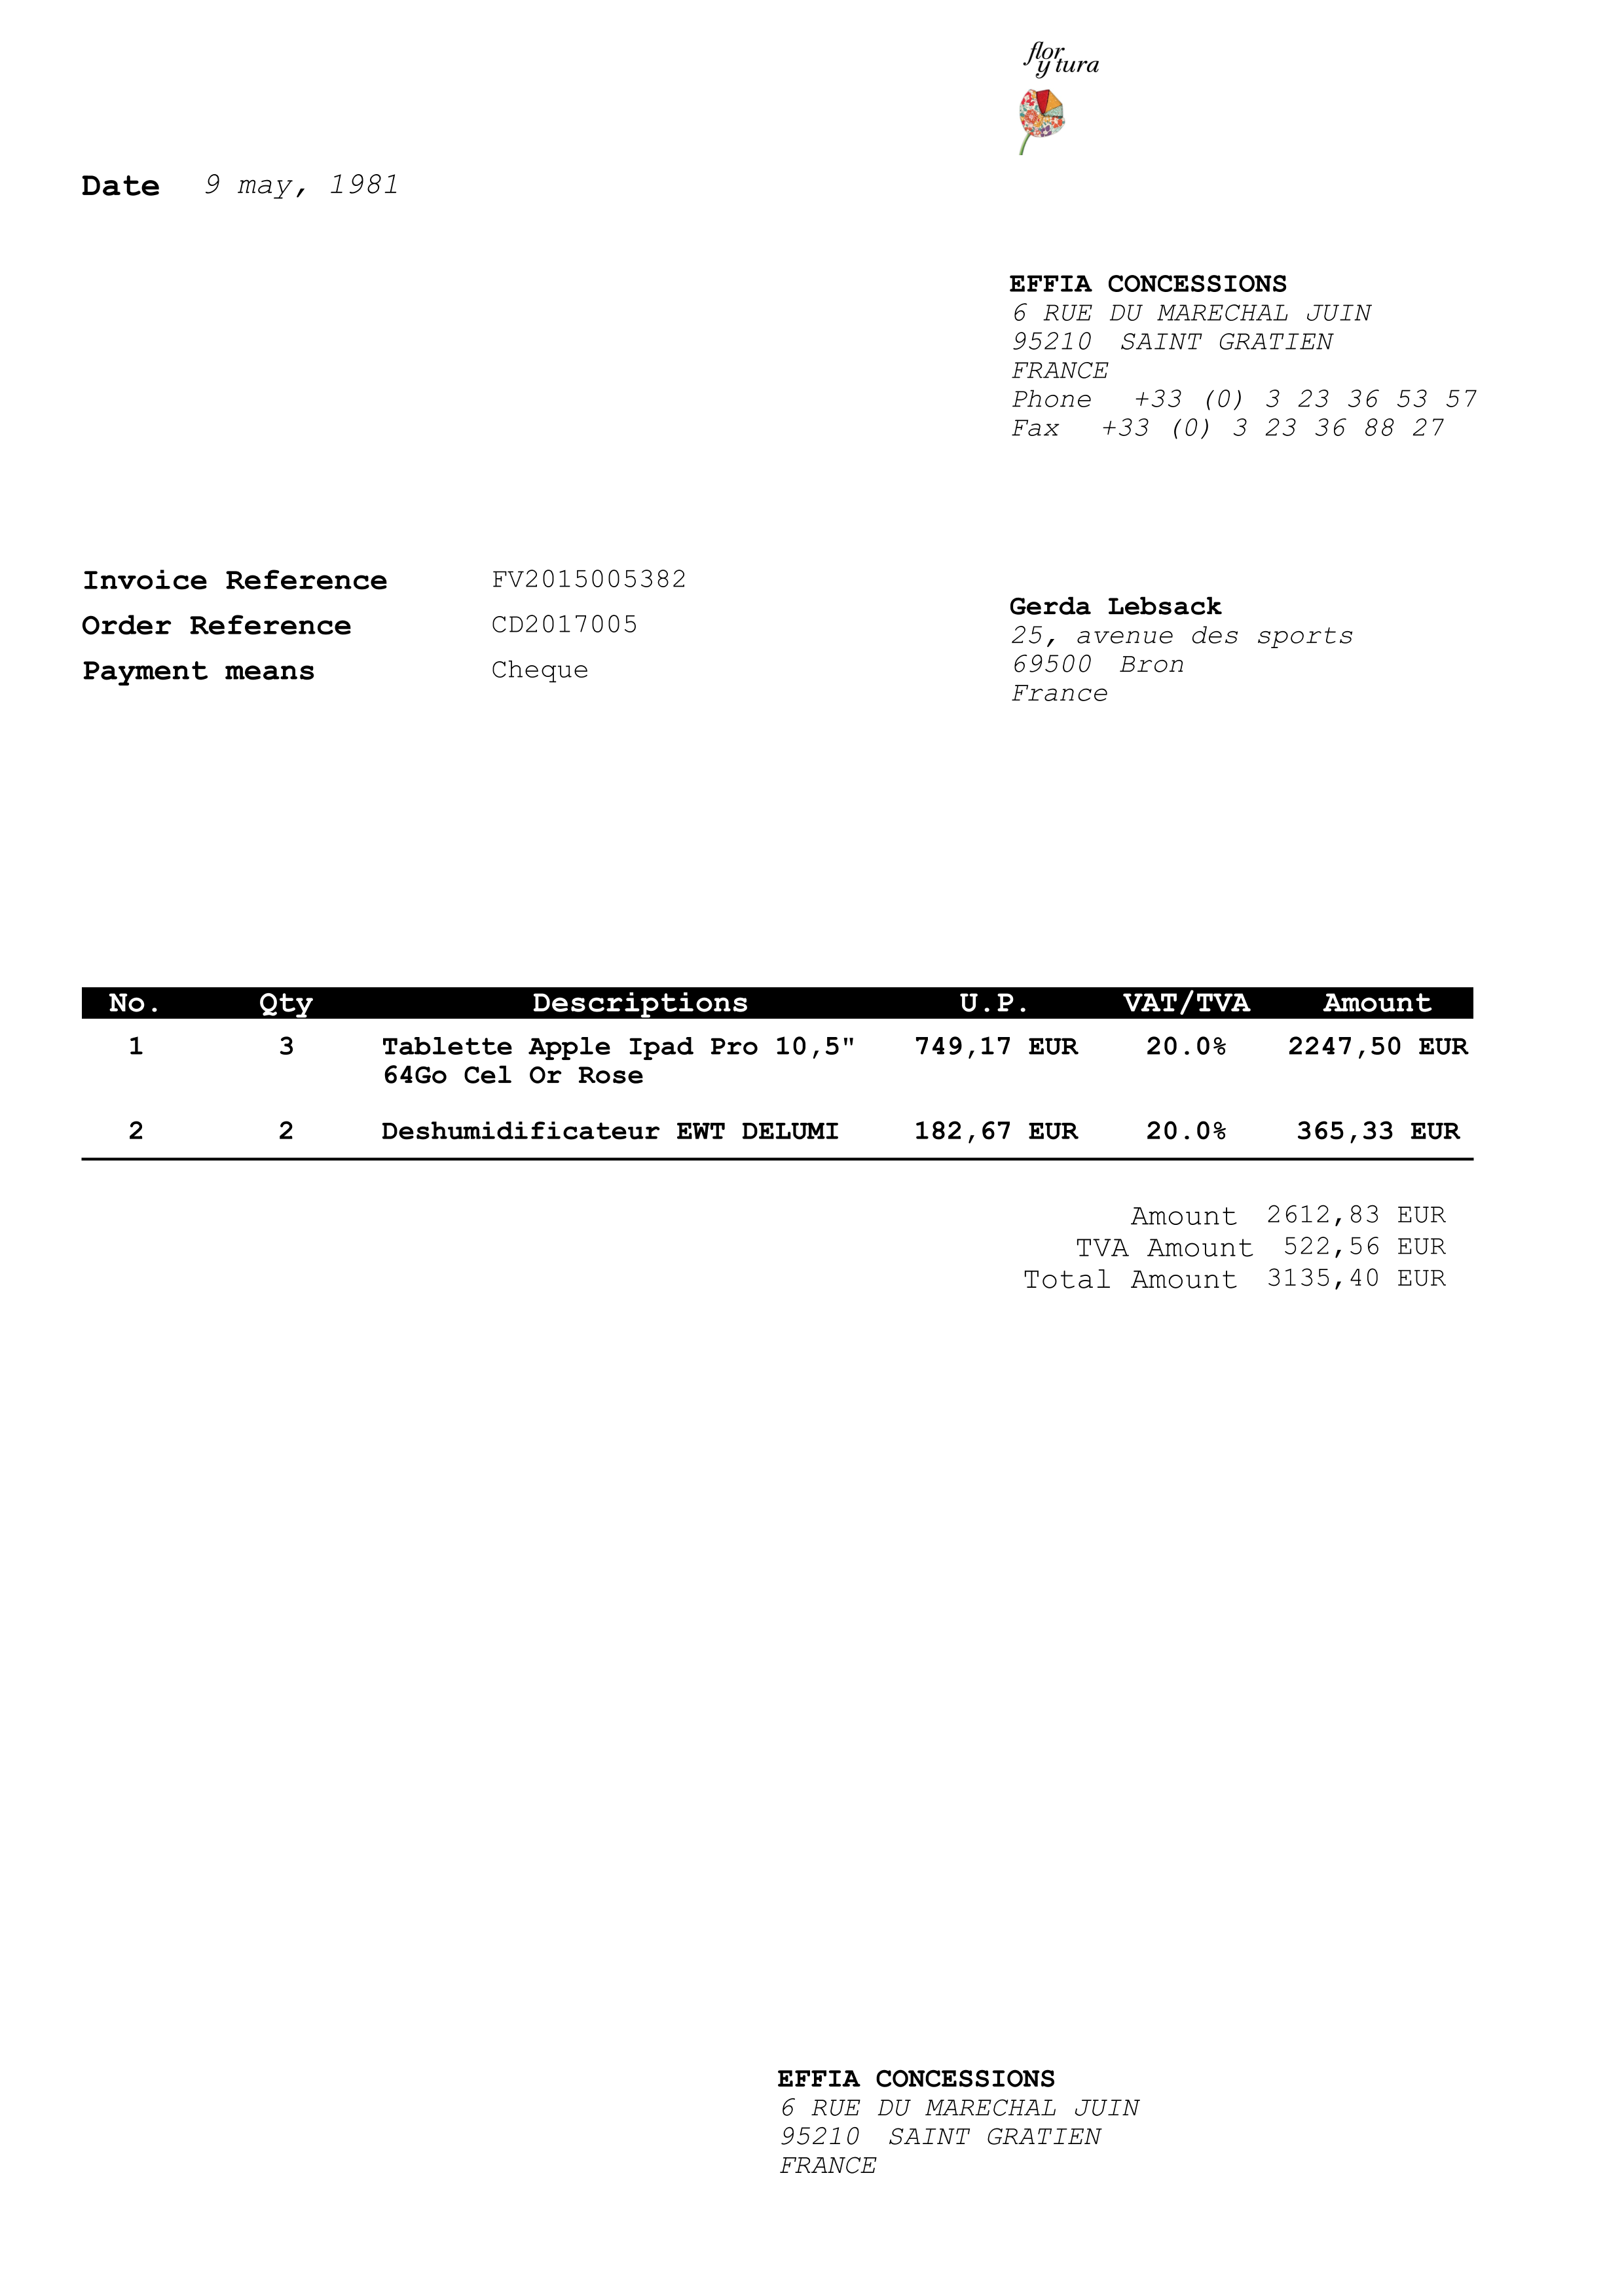 flor
y tura
Date 9 may, 1981
EFFIA CONCESSIONS
6 RUE DU MARECHAL JUIN
95210 SAINT GRATIEN
FRANCE
Phone +33 (0) 3 23 36 53 57
Fax +33 (0) 3 23 36 88 27
Invoice Reference FV2015005382
Order Reference CD2017005
Payment means Cheque
Gerda Lebsack
25, avenue des sports
69500 Bron
France
No. Qty Descriptions U.P. VAT/TVA Amount
1 3 Tablette Apple Ipad Pro 10,5" 749,17 EUR 20.0% 2247,50 EUR
64Go Cel Or Rose
2 2 Deshumidificateur EWT DELUMI 182,67 EUR 20.0% 365,33 EUR
Amount 2612,83 EUR
TVA Amount 522,56 EUR
Total Amount 3135,40 EUR
EFFIA CONCESSIONS
6 RUE DU MARECHAL JUIN
95210 SAINT GRATIEN
FRANCE